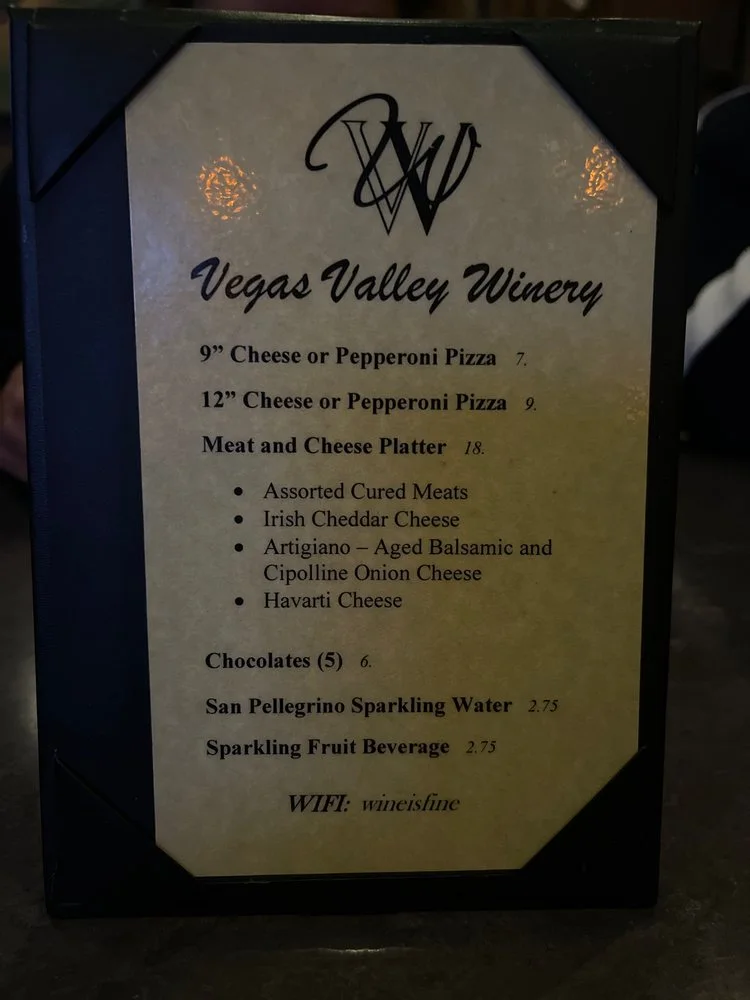 VVW
Vegas Valley Winery
9” Cheese or Pepperoni Pizza 7.
12” Cheese or Pepperoni Pizza 9.
Meat and Cheese Platter 18.
• Assorted Cured Meats
• Irish Cheddar Cheese
• Artigiano – Aged Balsamic and
Cipolline Onion Cheese
• Havarti Cheese
Chocolates (5) 6.
San Pellegrino Sparkling Water 2.75
Sparkling Fruit Beverage 2.75
WIFI: wineisfine